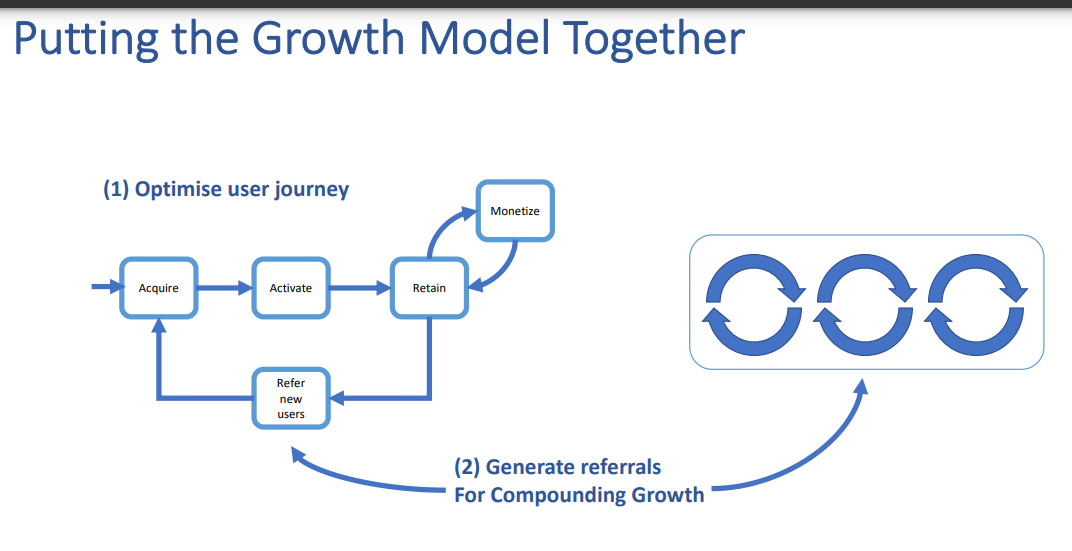 Putting the Growth Model Together
(1) Optimise user journey
Monetize
Acquire
Activate
Retain
Refer
new
users
(2) Generate referrals
For Compounding Growth